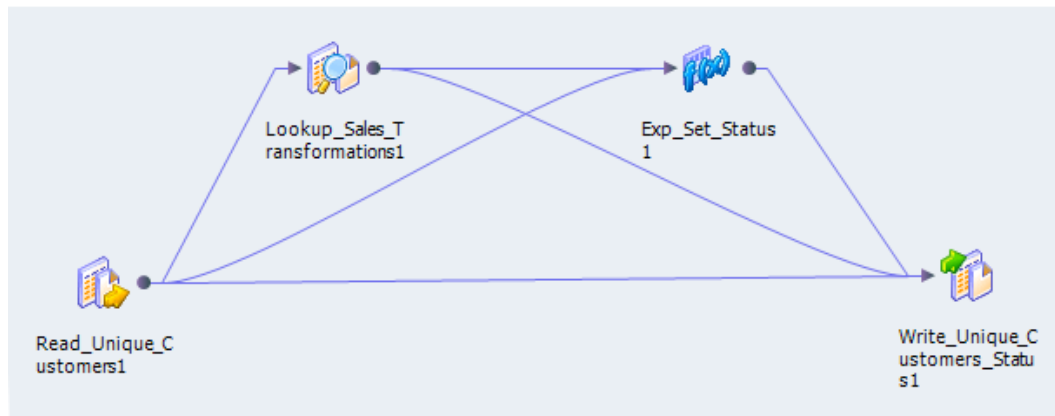 Lookup_Sales_T
ransformations1
Exp_Set_Status
1
Read_Unique_C
ustomers1
Write_Unique_C
ustomers_Statu
s1